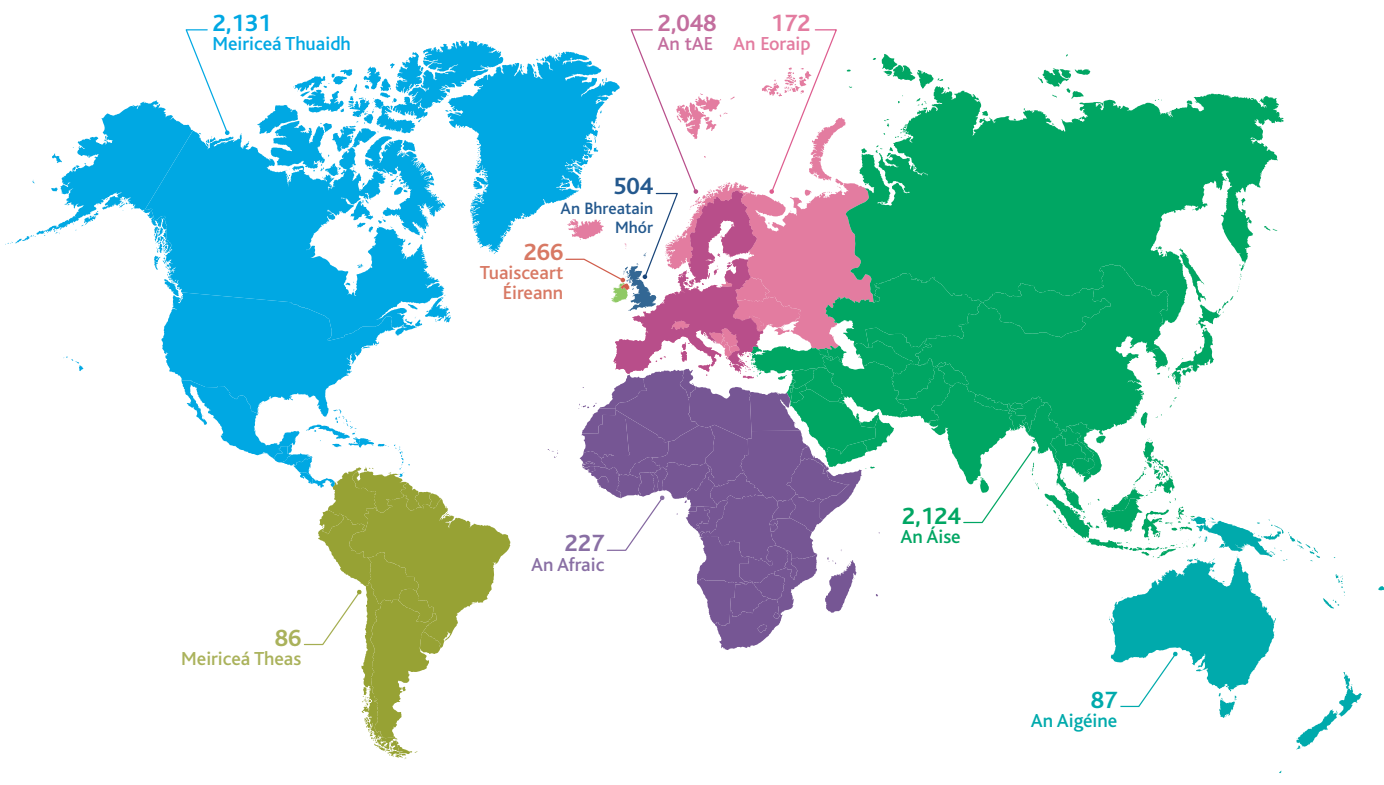 2,131
Meiriceá Thuaidh
2,048
An tAE
172
An Eoraip
504
An Bhreatain
Mhór
266
Tuaisceart
Éireann
2,124
An Áise
227
An Afraic
86
Meiriceá Theas
87
An Aigéine